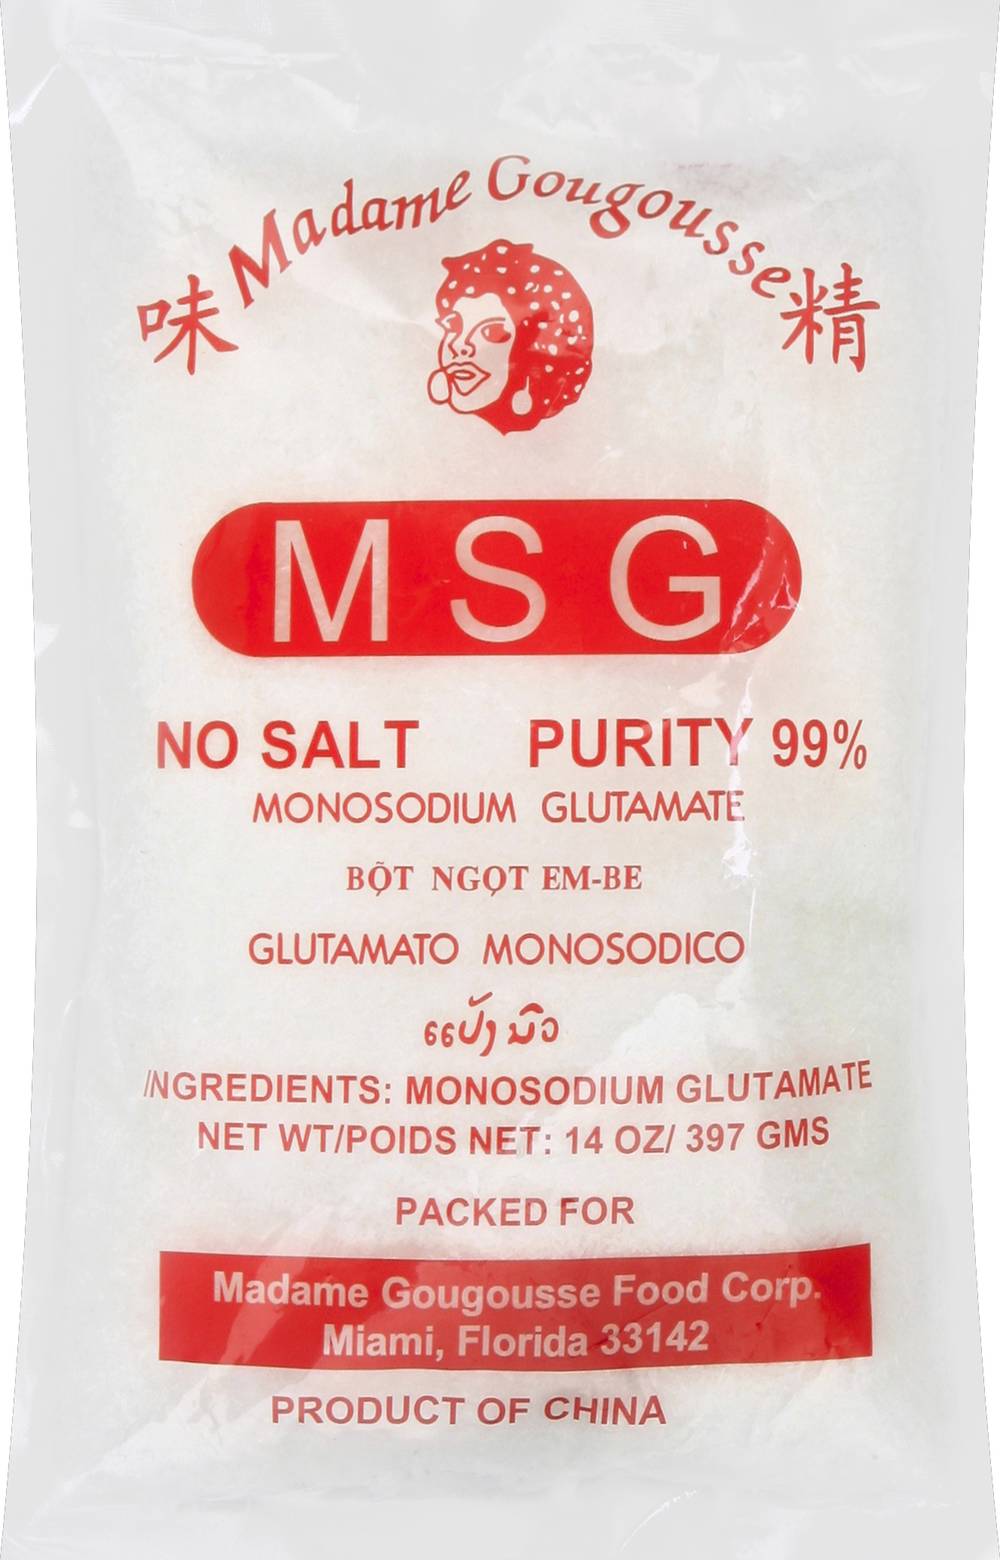 Madame Gougousse
味 精
MSG
NO SALT PURITY 99%
MONOSODIUM GLUTAMATE
BỘT NGỌT EM-BE
GLUTAMATO MONOSODICO
ແປ້ງ ນົວ
INGREDIENTS: MONOSODIUM GLUTAMATE
NET WT/POIDS NET: 14 OZ/ 397 GMS
PACKED FOR
Madame Gougousse Food Corp.
Miami, Florida 33142
PRODUCT OF CHINA